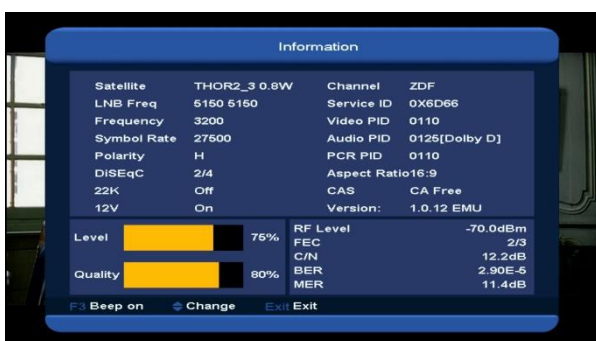 Information
Satellite THOR2_3 0.8W Channel ZDF
LNB Freq 5150 5150 Service ID 0X6D66
Frequency 3200 Video PID 0110
Symbol Rate 27500 Audio PID 0125[Dolby D]
Polarity H PCR PID 0110
DiSEqC 2/4 Aspect Ratio16:9
22K Off CAS CA Free
12V On Version: 1.0.12 EMU
Level 75%
Quality 80%
RF Level -70.0dBm
FEC 2/3
C/N 12.2dB
BER 2.90E-5
MER 11.4dB
F3 Beep on Change Exit Exit